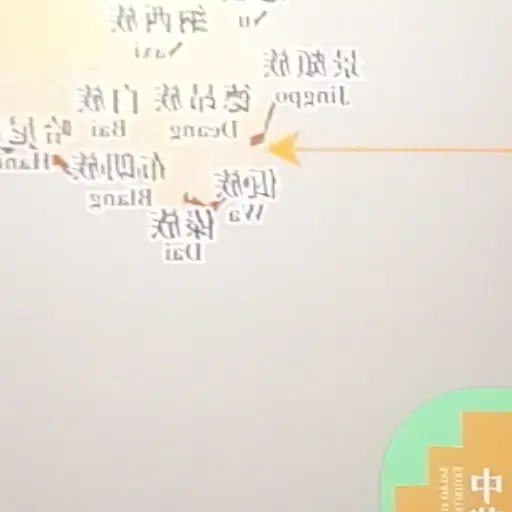 纳西族
Naxi
景颇族
Jingpo
德昂族
Deang
白族
Bai
哈尼
Hani
布朗族
Blang
佤族
Wa
傣族
Dai
中